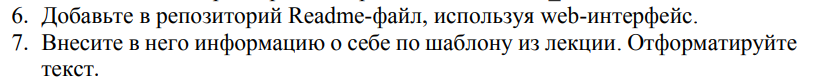 6. Добавьте в репозиторий Readme-файл, используя web-интерфейс.
7. Внесите в него информацию о себе по шаблону из лекции. Отформатируйте
текст.